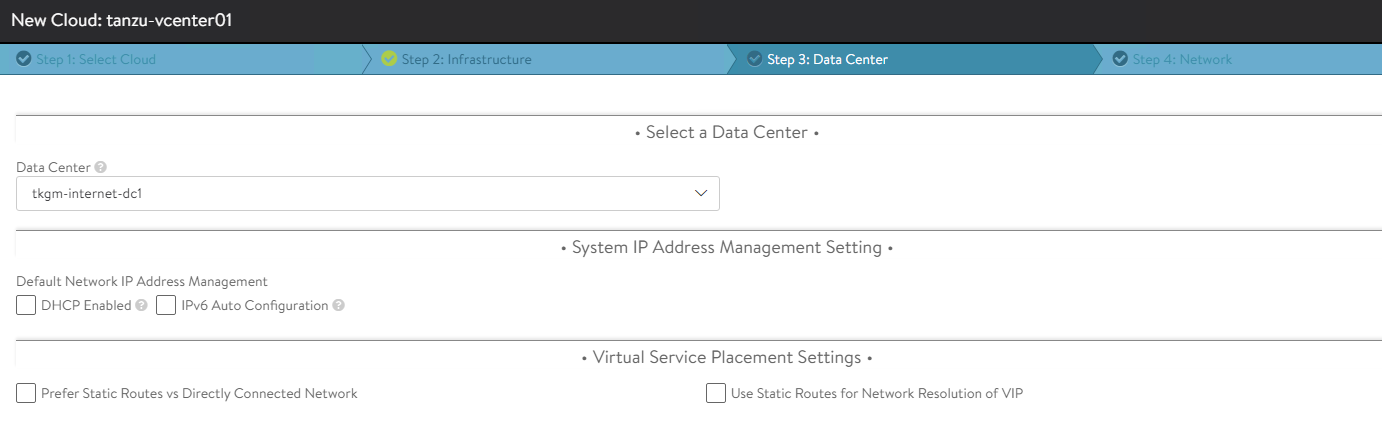 New Cloud: tanzu-vcenter01
Step 1: Select Cloud Step 2: Infrastructure Step 3: Data Center Step 4: Network
• Select a Data Center •
Data Center ?
tkgm-internet-dc1
• System IP Address Management Setting •
Default Network IP Address Management
DHCP Enabled ? IPv6 Auto Configuration ?
• Virtual Service Placement Settings •
Prefer Static Routes vs Directly Connected Network Use Static Routes for Network Resolution of VIP